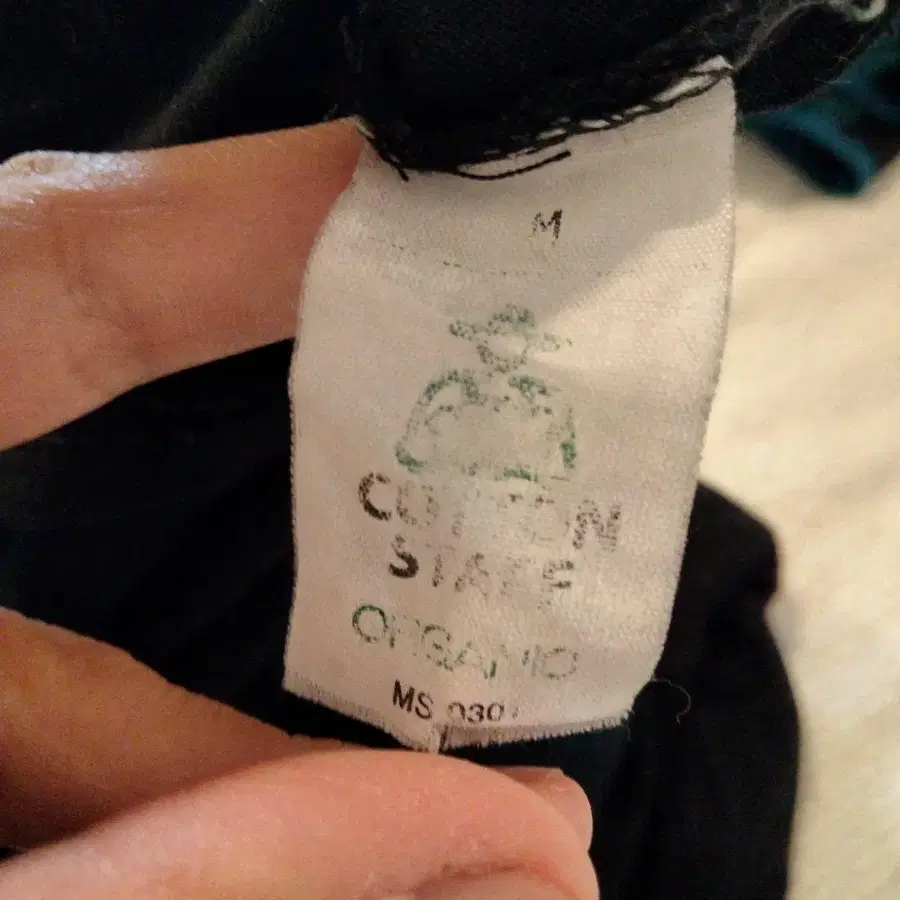 M
COTTON
STATE
ORGANIC
MS 030